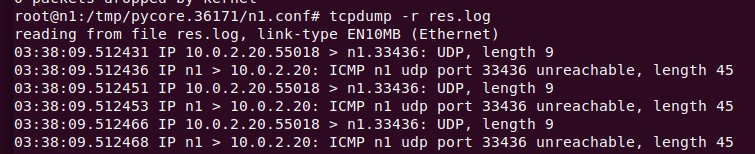 0 packets dropped by kernel
root@n1:/tmp/pycore.36171/n1.conf# tcpdump -r res.log
reading from file res.log, link-type EN10MB (Ethernet)
03:38:09.512431 IP 10.0.2.20.55018 > n1.33436: UDP, length 9
03:38:09.512436 IP n1 > 10.0.2.20: ICMP n1 udp port 33436 unreachable, length 45
03:38:09.512451 IP 10.0.2.20.55018 > n1.33436: UDP, length 9
03:38:09.512453 IP n1 > 10.0.2.20: ICMP n1 udp port 33436 unreachable, length 45
03:38:09.512466 IP 10.0.2.20.55018 > n1.33436: UDP, length 9
03:38:09.512468 IP n1 > 10.0.2.20: ICMP n1 udp port 33436 unreachable, length 45